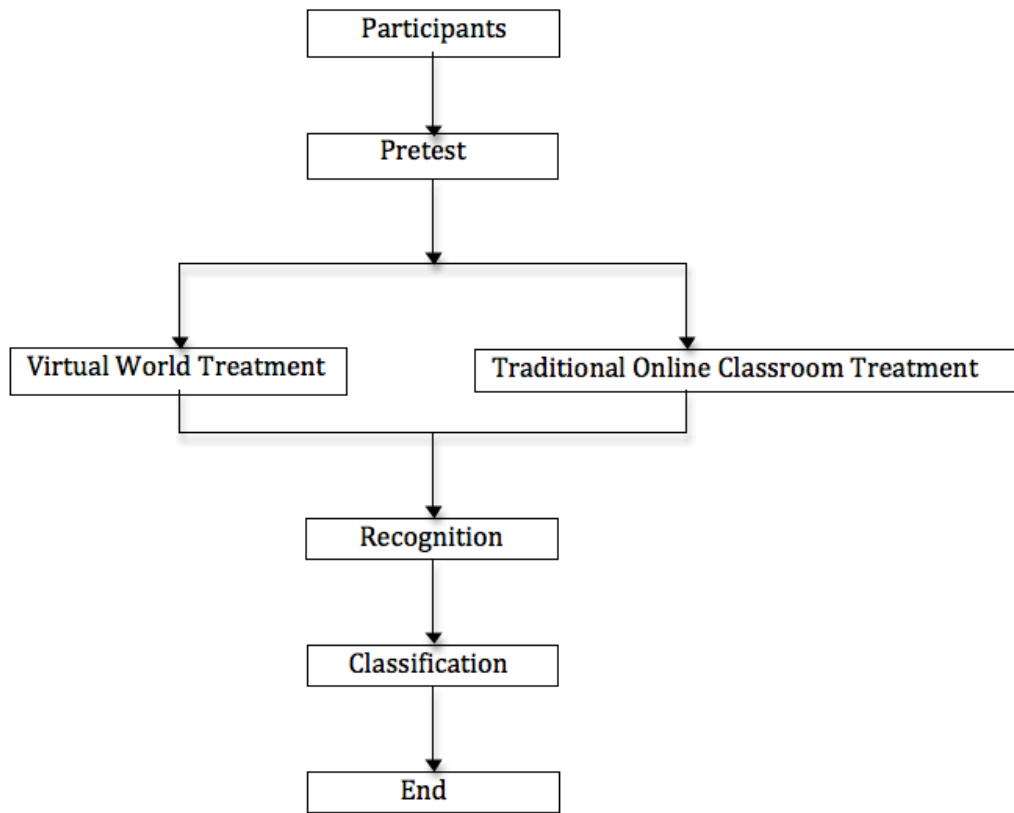 Participants
Pretest
Virtual World Treatment
Traditional Online Classroom Treatment
Recognition
Classification
End